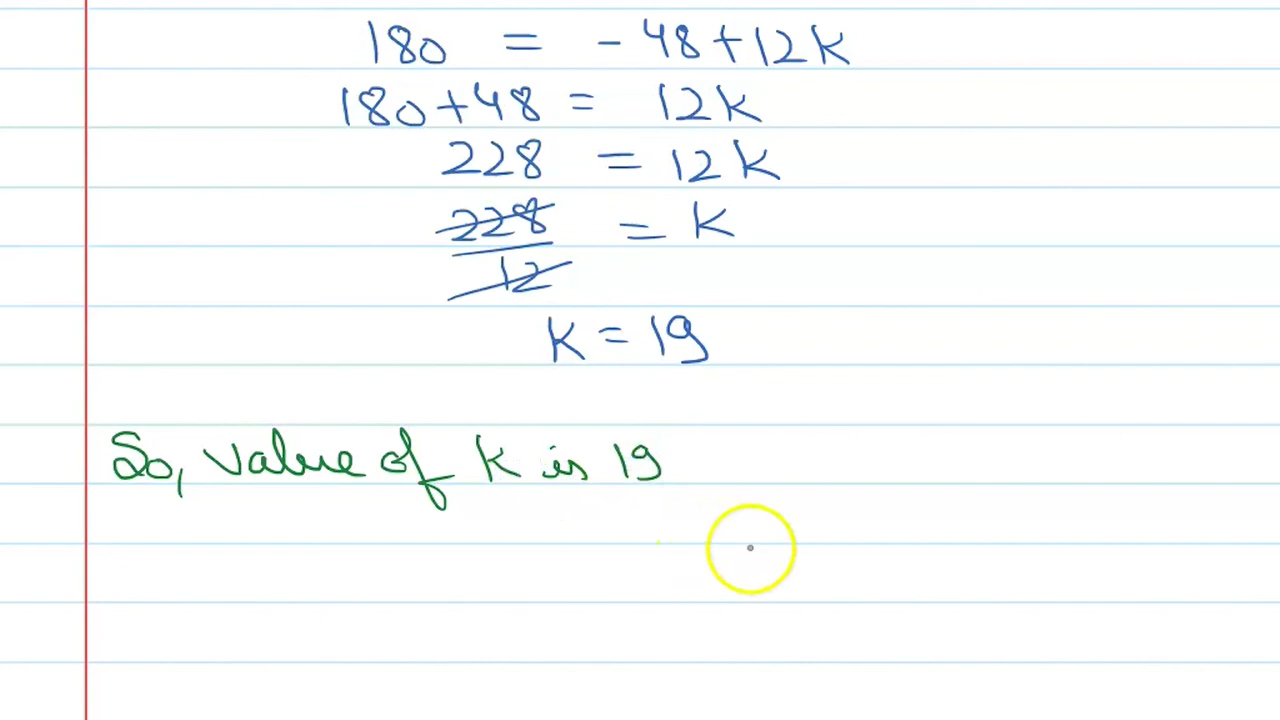 180 = - 48 + 12k
180 + 48 = 12k
228 = 12k
228/12 = k
k = 19
So, value of k is 19